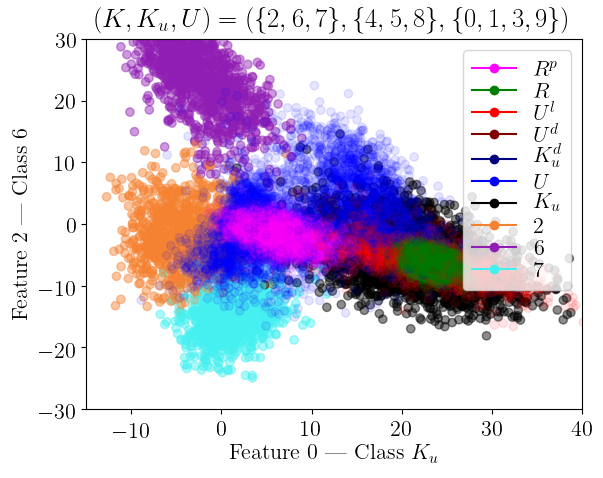 (K, K_u, U) = ({2, 6, 7}, {4, 5, 8}, {0, 1, 3, 9})
30
20
10
0
−10
−20
−30
Feature 2 — Class 6
R^p
R
U^l
U^d
K_u^d
U
K_u
2
6
7
−10
0
10
20
30
40
Feature 0 — Class K_u